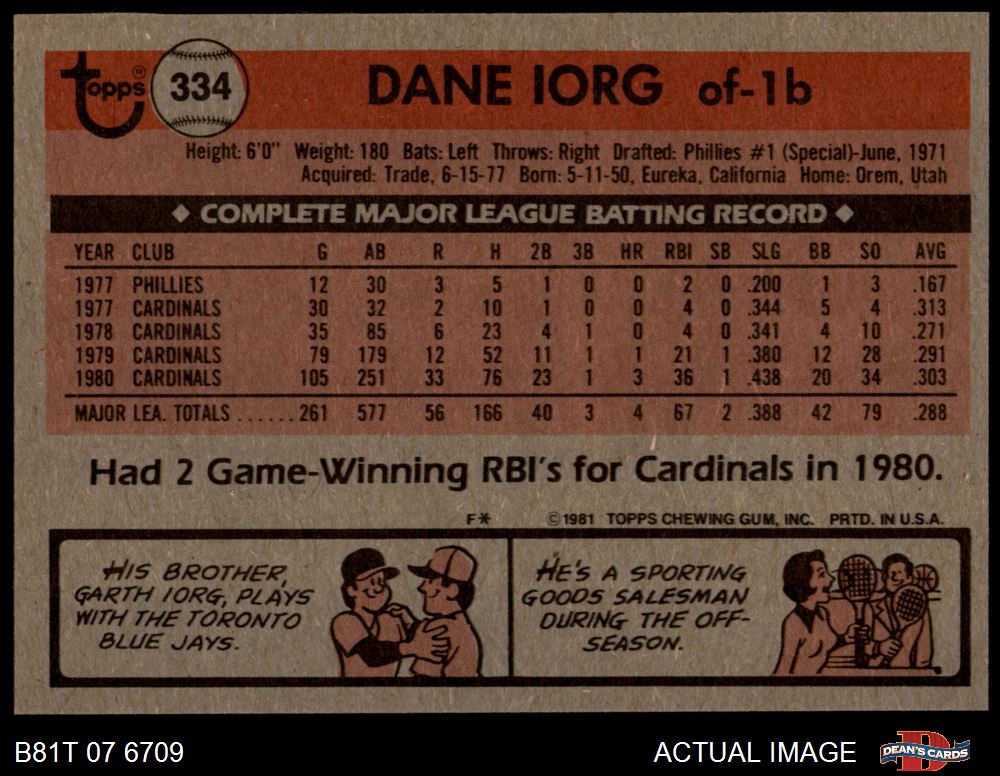 topps® 334 DANE IORG of-1b
Height: 6'0" Weight: 180 Bats: Left Throws: Right Drafted: Phillies #1 (Special)-June, 1971
Acquired: Trade, 6-15-77 Born: 5-11-50, Eureka, California Home: Orem, Utah
◆ COMPLETE MAJOR LEAGUE BATTING RECORD ◆
YEAR CLUB G AB R H 2B 3B HR RBI SB SLG BB SO AVG
1977 PHILLIES 12 30 3 5 1 0 0 2 0 .200 1 3 .167
1977 CARDINALS 30 32 2 10 1 0 0 4 0 .344 5 4 .313
1978 CARDINALS 35 85 6 23 4 1 0 4 0 .341 4 10 .271
1979 CARDINALS 79 179 12 52 11 1 1 21 1 .380 12 28 .291
1980 CARDINALS 105 251 33 76 23 1 3 36 1 .438 20 34 .303
MAJOR LEA. TOTALS ......261 577 56 166 40 3 4 67 2 .388 42 79 .288
Had 2 Game-Winning RBI's for Cardinals in 1980.
F* ©1981 TOPPS CHEWING GUM, INC. PRTD. IN U.S.A.
HIS BROTHER,
GARTH IORG, PLAYS
WITH THE TORONTO
BLUE JAYS.
HE'S A SPORTING
GOODS SALESMAN
DURING THE OFF-
SEASON.
B81T 07 6709 ACTUAL IMAGE DEAN'S CARDS